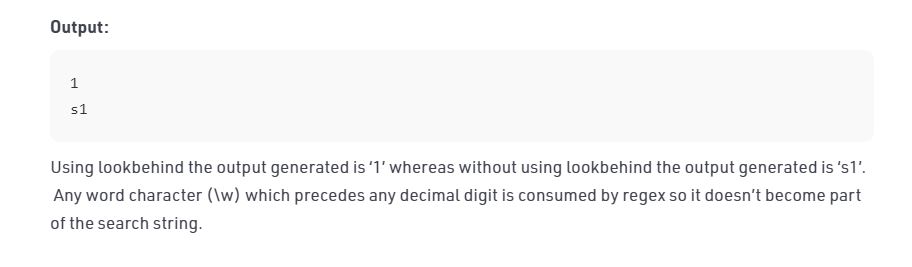 Output:
1
s1
Using lookbehind the output generated is ‘1’ whereas without using lookbehind the output generated is ‘s1’.
Any word character (\w) which precedes any decimal digit is consumed by regex so it doesn’t become part
of the search string.